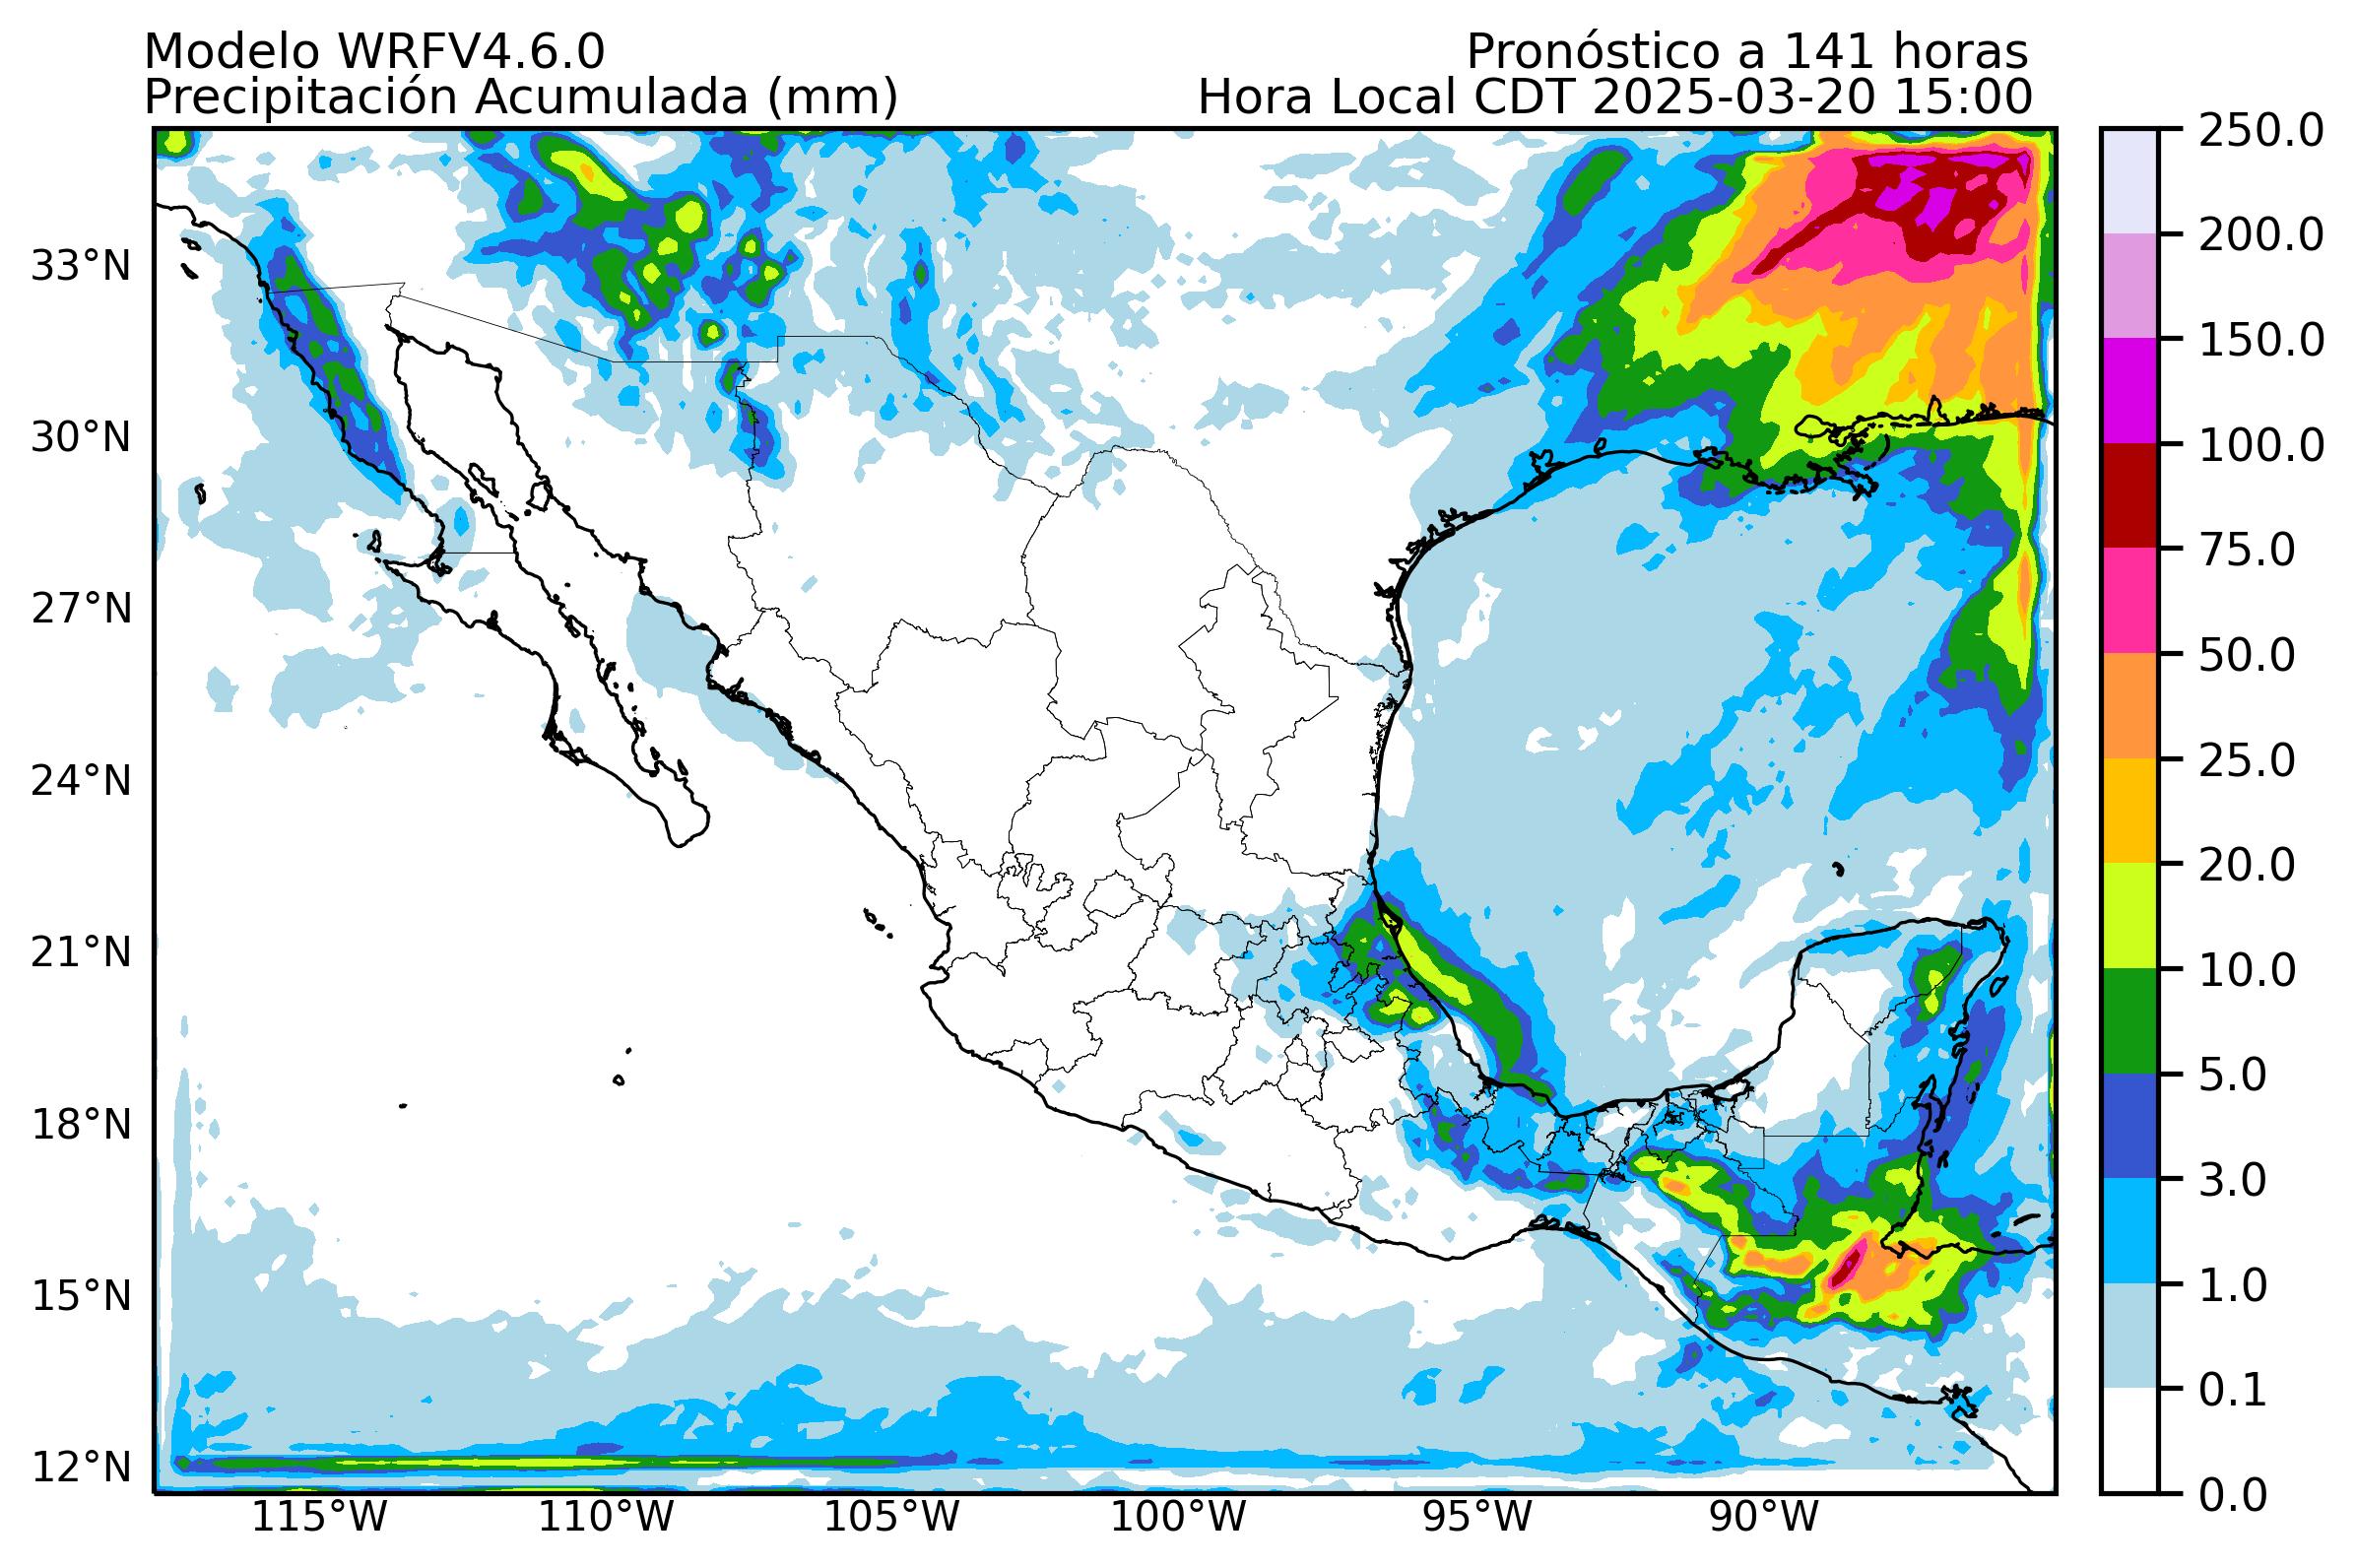 Modelo WRFV4.6.0
Pronóstico a 141 horas
Precipitación Acumulada (mm)
Hora Local CDT 2025-03-20 15:00
33°N
30°N
27°N
24°N
21°N
18°N
15°N
12°N
115°W
110°W
105°W
100°W
95°W
90°W
250.0
200.0
150.0
100.0
75.0
50.0
25.0
20.0
10.0
5.0
3.0
1.0
0.1
0.0